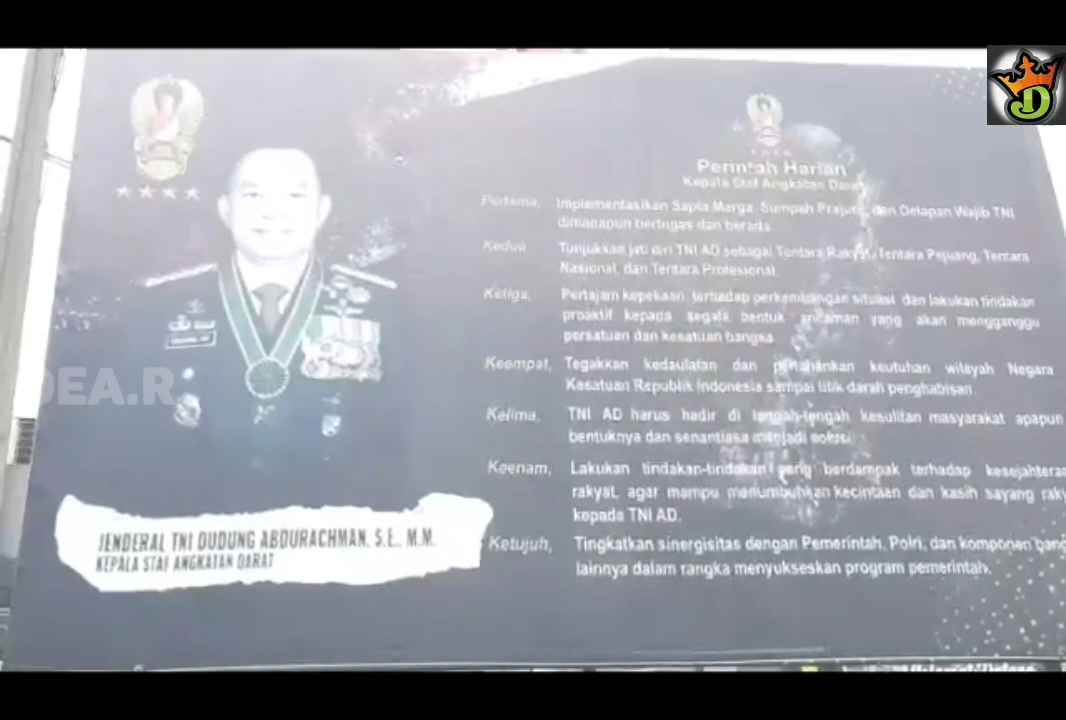 Perintah Harian
Kepala Staf Angkatan Darat
Pertama, Implementasikan Sapta Marga, Sumpah Prajurit, dan Delapan Wajib TNI
dimanapun bertugas dan berada.
Kedua Tunjukkan jati diri TNI AD sebagai Tentara Rakyat, Tentara Pejuang, Tentara
Nasional, dan Tentara Profesional.
Ketiga, Pertajam kepekaan terhadap perkembangan situasi dan lakukan tindakan
proaktif kepada segala bentuk ancaman yang akan mengganggu
persatuan dan kesatuan bangsa.
Keempat, Tegakkan kedaulatan dan pertahankan keutuhan wilayah Negara
Kesatuan Republik Indonesia sampai titik darah penghabisan.
Kelima, TNI AD harus hadir di tengah-tengah kesulitan masyarakat apapun
bentuknya dan senantiasa menjadi solusi.
Keenam, Lakukan tindakan-tindakan yang berdampak terhadap kesejahteraa
rakyat, agar mampu menumbuhkan kecintaan dan kasih sayang raky
kepada TNI AD.
Ketujuh, Tingkatkan sinergisitas dengan Pemerintah, Polri, dan komponen bang
lainnya dalam rangka menyukseskan program pemerintah.
JENDERAL TNI DUDUNG ABDURACHMAN, S.E., M.M.
KEPALA STAF ANGKATAN DARAT
DEA.R
D